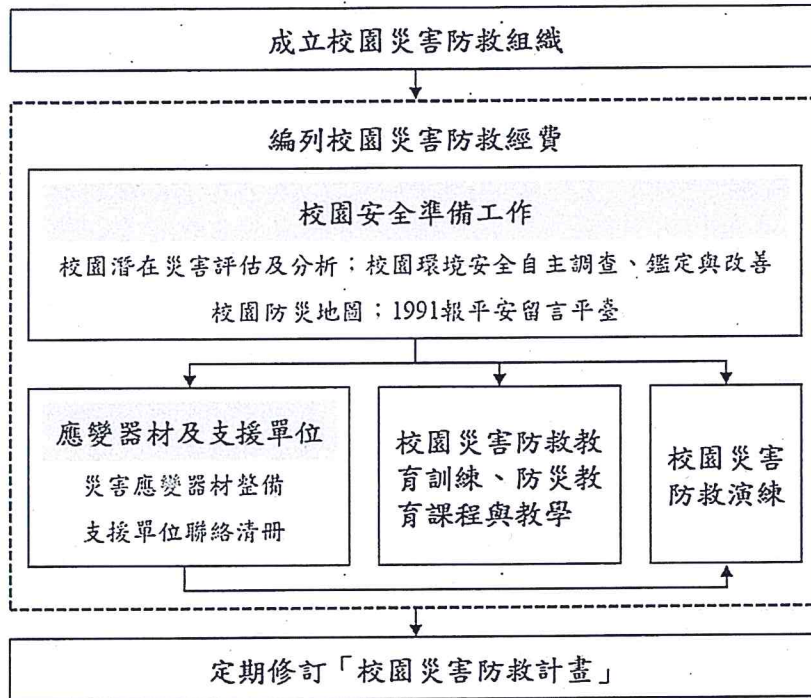 成立校園災害防救組織
編列校園災害防救經費
校園安全準備工作
校園潛在災害評估及分析；校園環境安全自主調查、鑑定與改善
校園防災地圖；1991報平安留言平臺
應變器材及支援單位
災害應變器材整備
支援單位聯絡清冊
校園災害防救教
育訓練、防災教
育課程與教學
校園災害
防救演練
定期修訂「校園災害防救計畫」